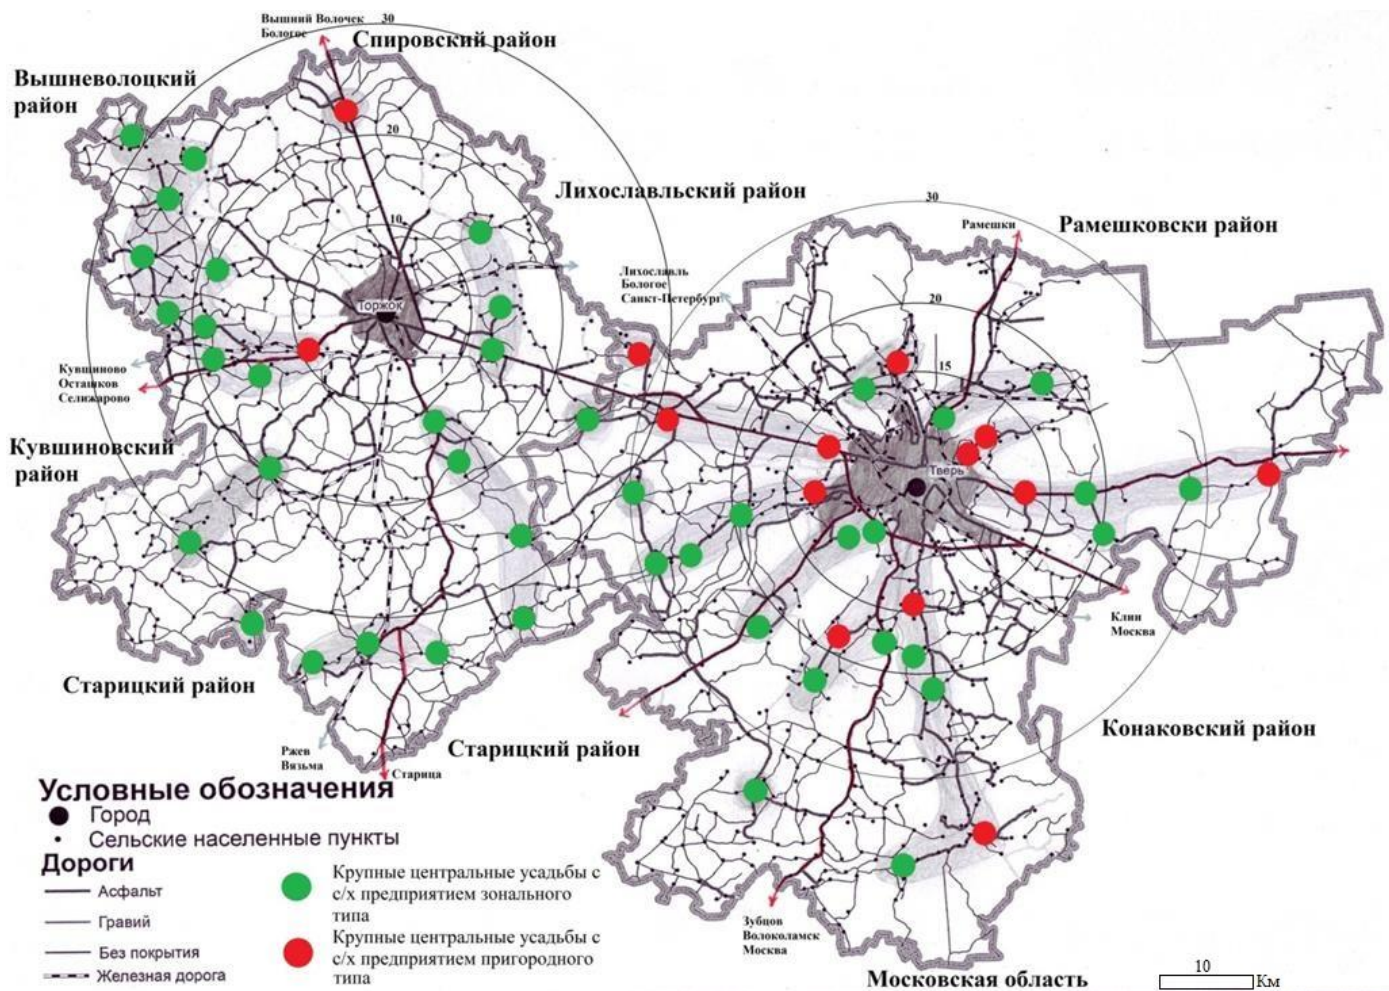 Вышний Волочек
Бологое
30
Спировский район
Вышневолоцкий
район
20
Лихославльский район
30
Рамешки
Рамешковски район
10
Лихославль
Бологое
Санкт-Петербург
Торжок
20
15
Кувшиново
Осташков
Селижарово
Кувшиновский
район
Тверь
Клин
Москва
Старицкий район
Конаковский район
Ржев
Вязьма
Старицкий район
Старица
Условные обозначения
Город
Сельские населенные пункты
Дороги
Асфальт
Гравий
Без покрытия
Железная дорога
Крупные центральные усадьбы с
с/х предприятием зонального
типа
Крупные центральные усадьбы с
с/х предприятием пригородного
типа
Зубцов
Волоколамск
Москва
Московская область
10
Км